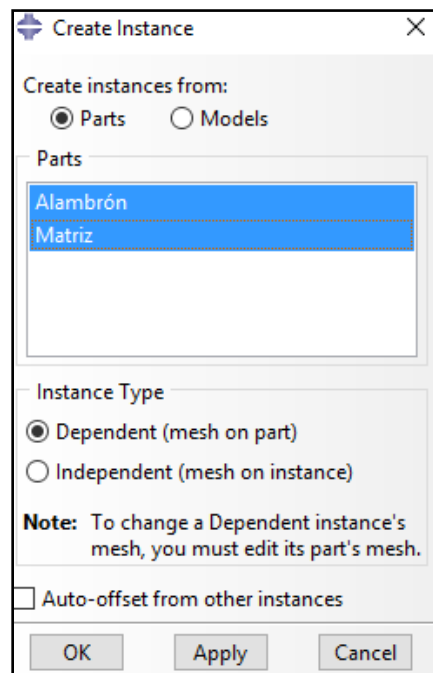 Create Instance
Create instances from:
Parts Models
Parts
Alambrón
Matriz
Instance Type
Dependent (mesh on part)
Independent (mesh on instance)
Note: To change a Dependent instance's
mesh, you must edit its part's mesh.
Auto-offset from other instances
OK Apply Cancel